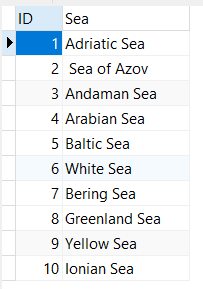 ID Sea
1 Adriatic Sea
2 Sea of Azov
3 Andaman Sea
4 Arabian Sea
5 Baltic Sea
6 White Sea
7 Bering Sea
8 Greenland Sea
9 Yellow Sea
10 Ionian Sea